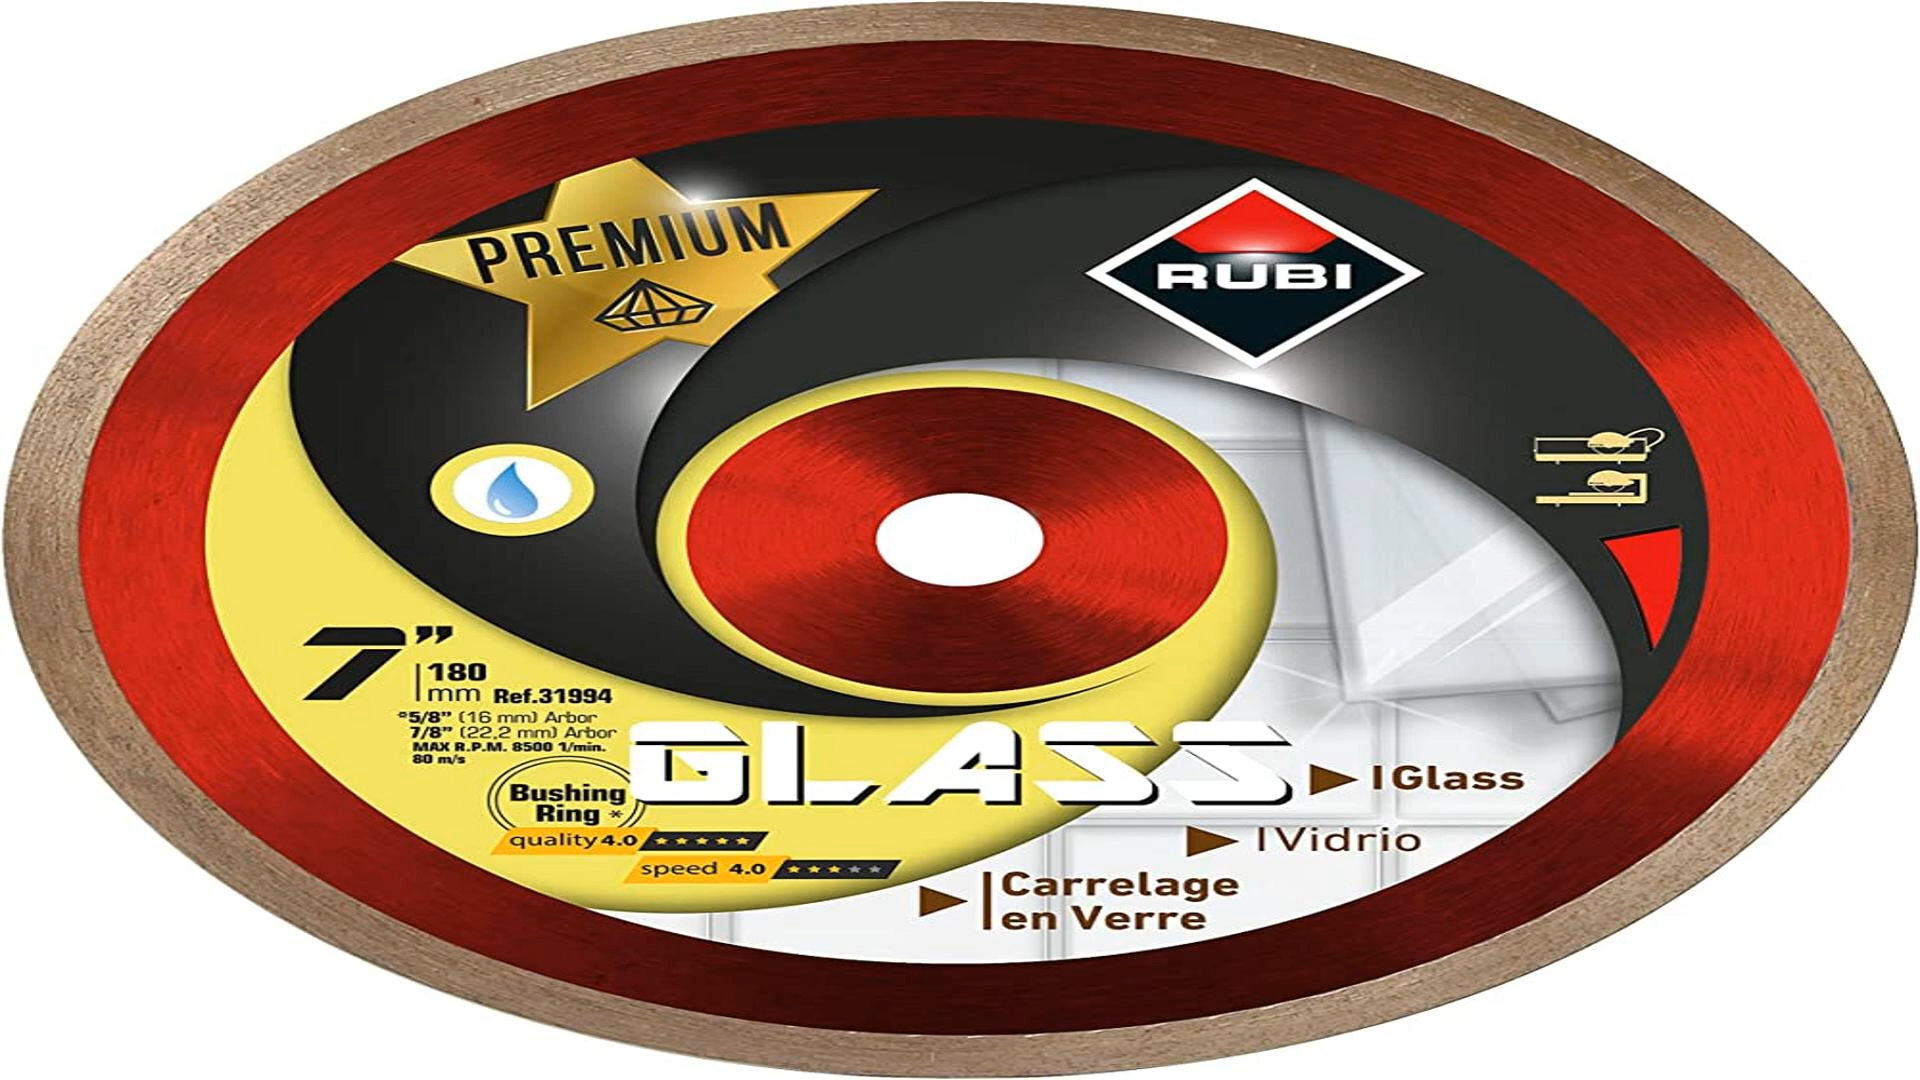 PREMIUM
RUBI
7”
180
mm Ref.31994
*5/8” (16 mm) Arbor
7/8” (22,2 mm) Arbor
MAX R.P.M. 8500 1/min.
80 m/s
Bushing
Ring *
quality 4.0
speed 4.0
GLASS
Glass
Vidrio
Carrelage
en Verre